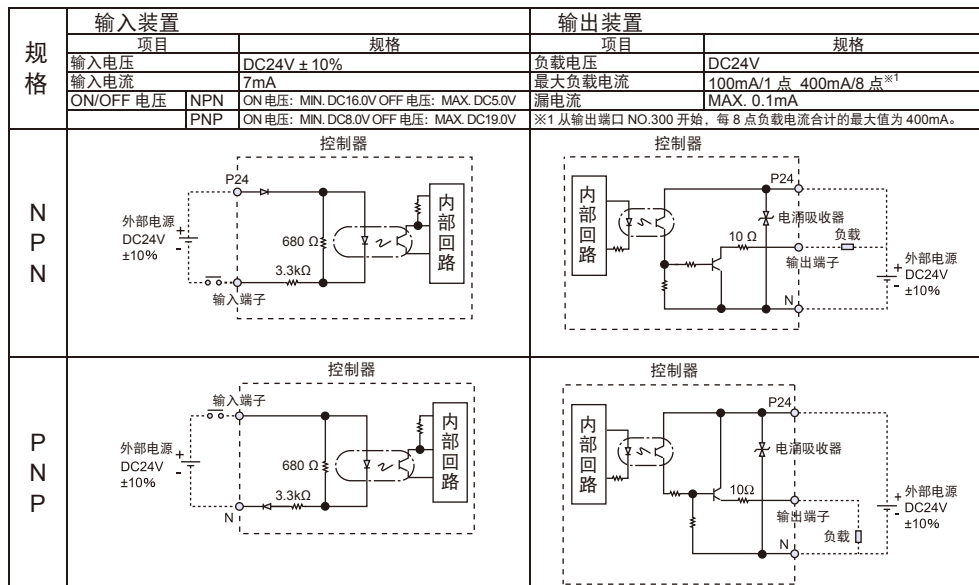 规格
输入装置
输出装置
项目 规格 项目 规格
输入电压 DC24V ± 10% 负载电压 DC24V
输入电流 7mA 最大负载电流 100mA/1 点 400mA/8 点※1
ON/OFF 电压 NPN ON 电压：MIN. DC16.0V OFF 电压：MAX. DC5.0V 漏电流 MAX. 0.1mA
PNP ON 电压：MIN. DC8.0V OFF 电压：MAX. DC19.0V ※1 从输出端口 NO.300 开始，每 8 点负载电流合计的最大值为 400mA。
NPN
控制器
P24
外部电源
DC24V
±10%
+
-
680 Ω
3.3kΩ
输入端子
内部回路
控制器
内部回路
P24
电涌吸收器
10 Ω
负载
输出端子
N
+
-
外部电源
DC24V
±10%
PNP
控制器
输入端子
外部电源
DC24V
±10%
+
-
680 Ω
3.3kΩ
N
内部回路
控制器
内部回路
P24
电涌吸收器
10Ω
输出端子
负载
N
+
-
外部电源
DC24V
±10%